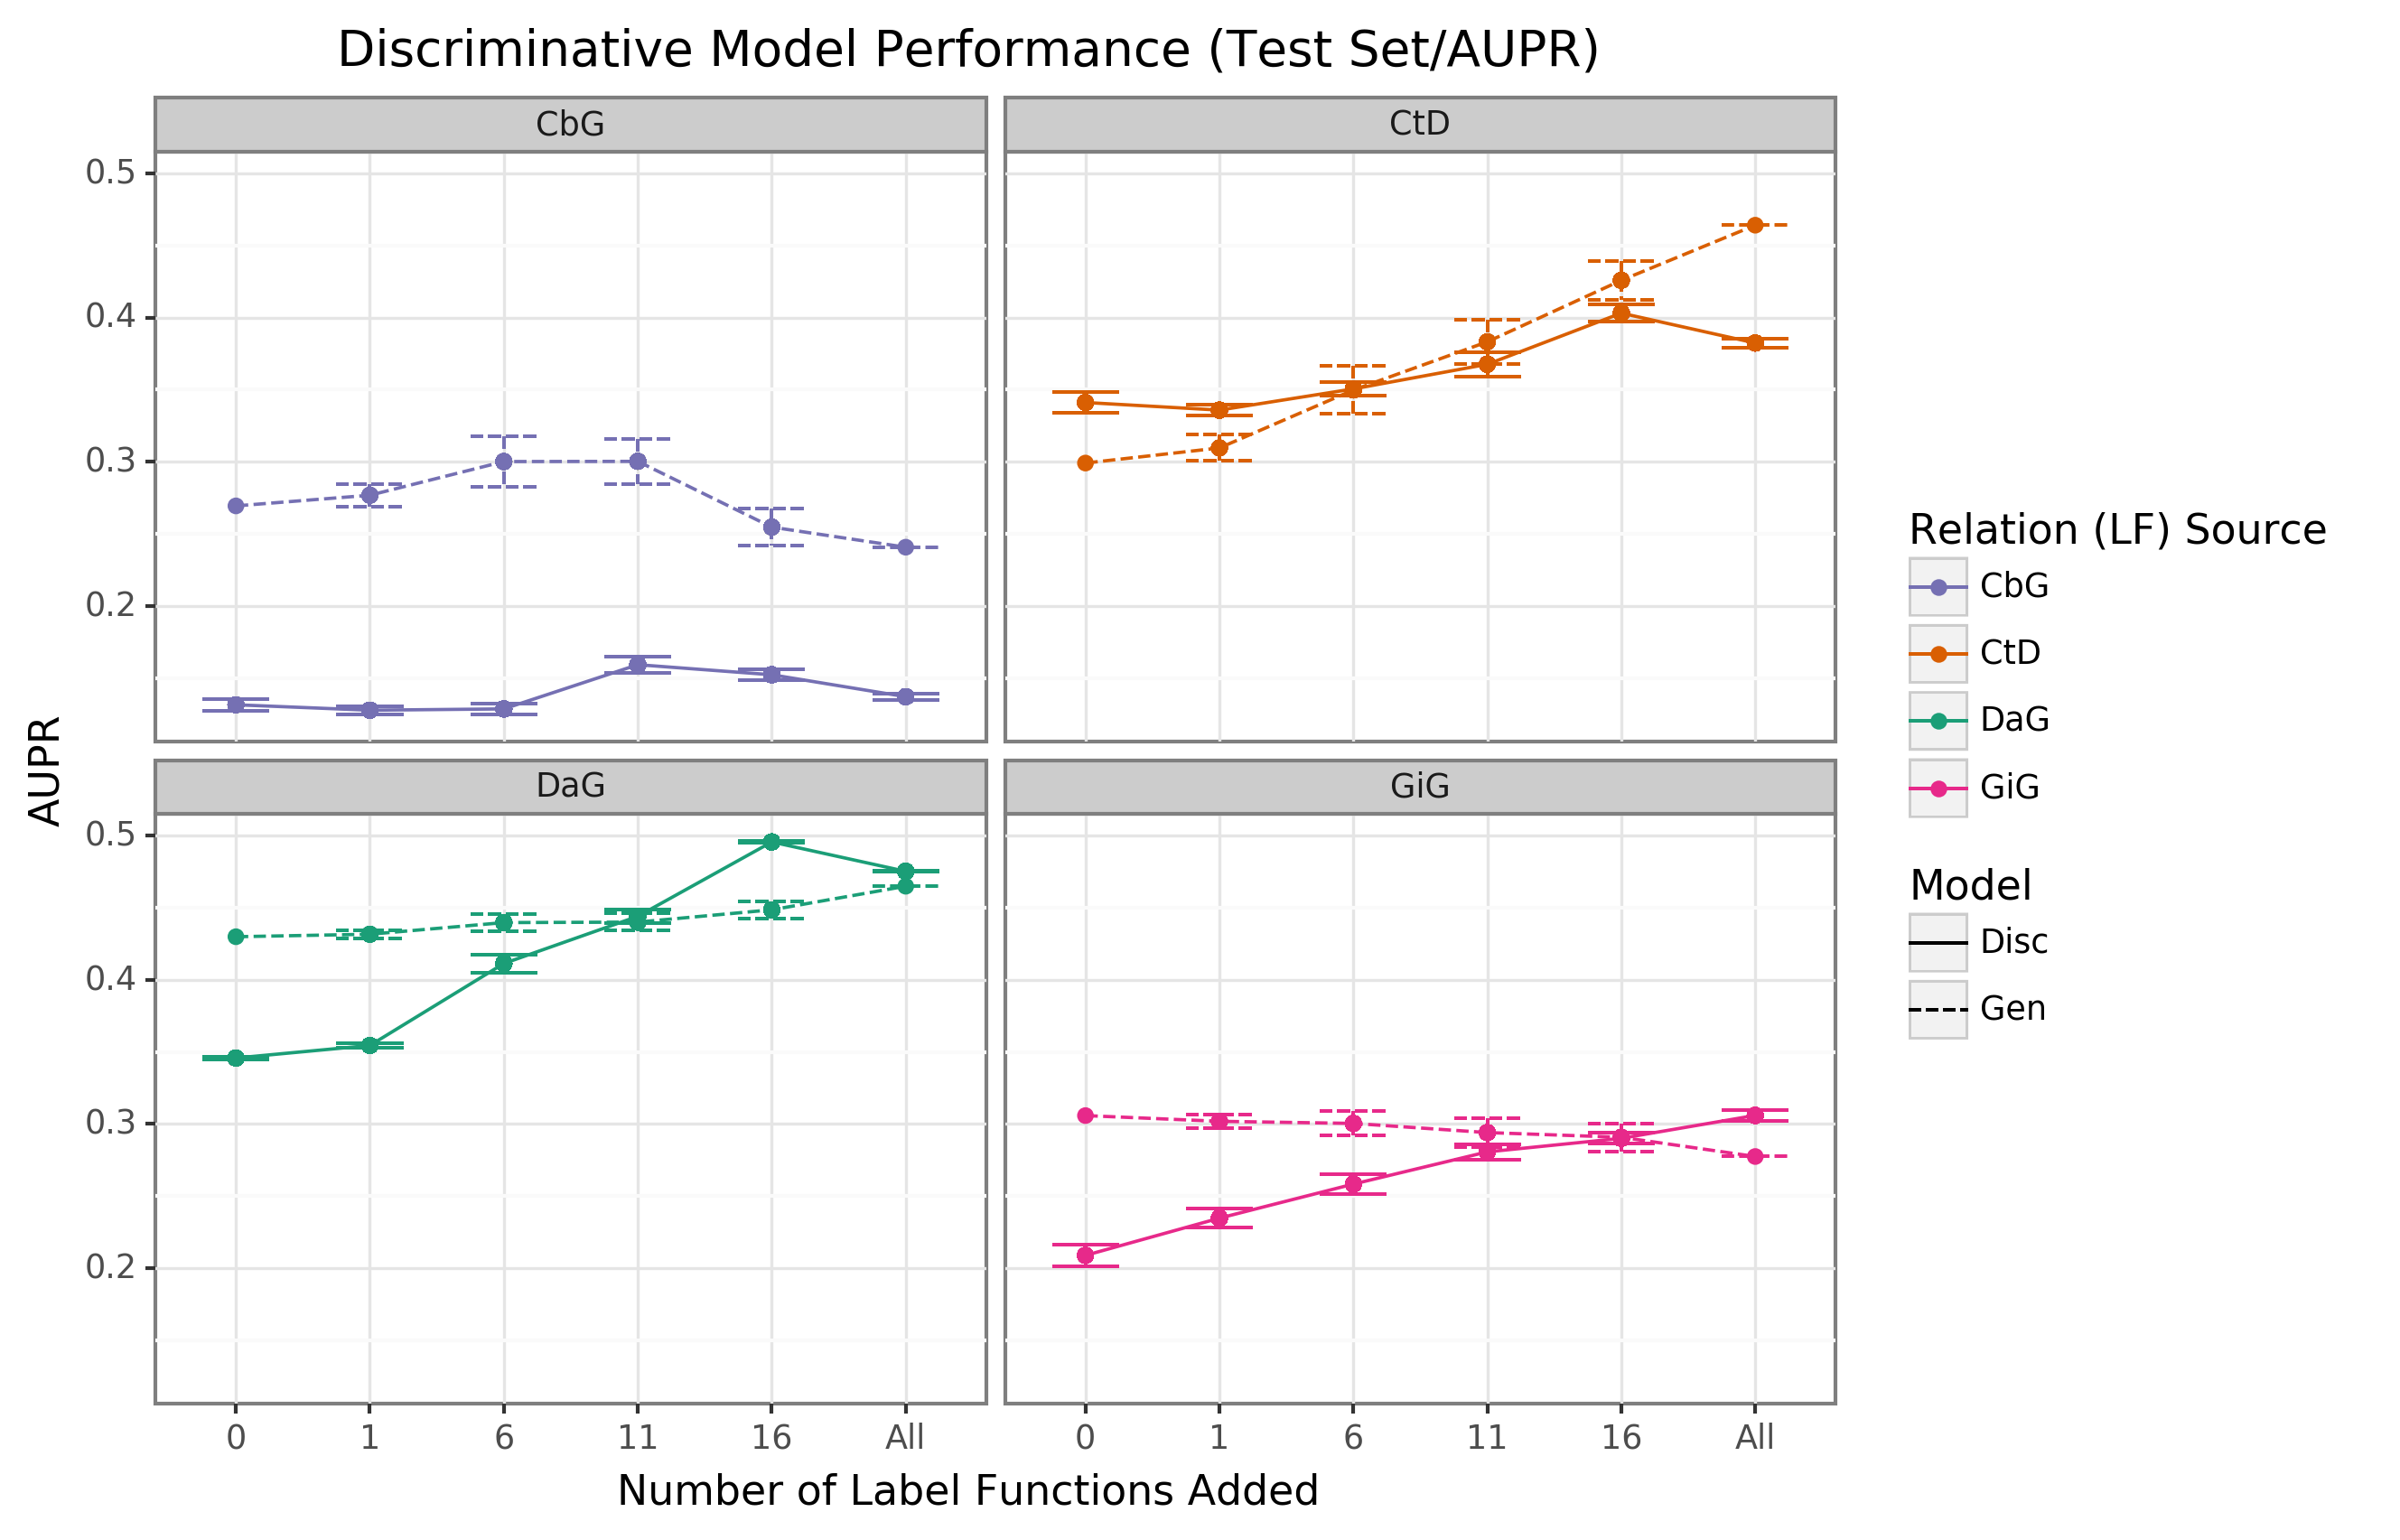 Discriminative Model Performance (Test Set/AUPR)
CbG
CtD
0.5
0.4
0.3
0.2
DaG
GiG
0.5
0.4
0.3
0.2
0 1 6 11 16 All
0 1 6 11 16 All
AUPR
Number of Label Functions Added
Relation (LF) Source
CbG
CtD
DaG
GiG
Model
Disc
Gen